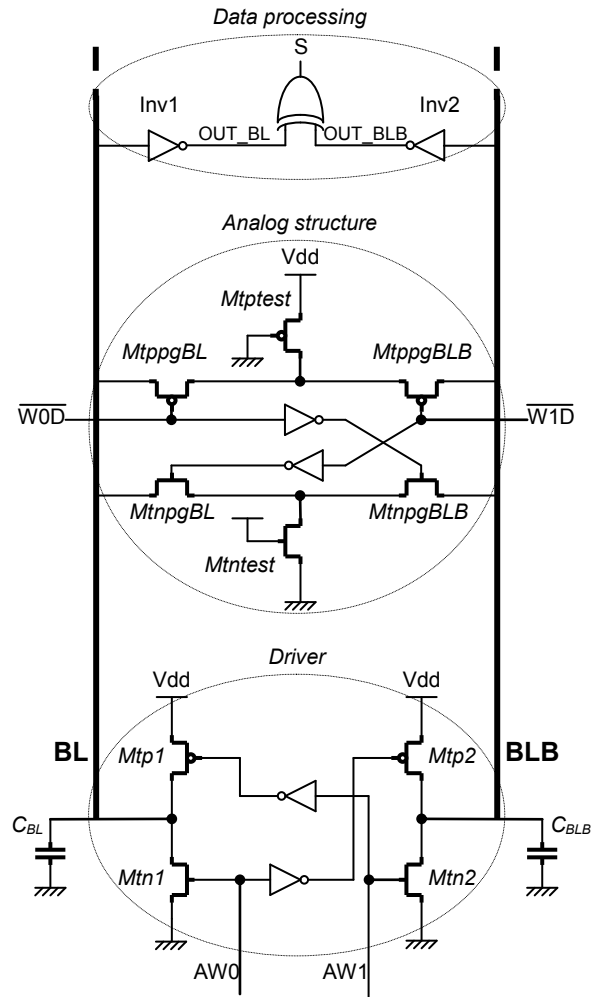 Data processing
S
Inv1
Inv2
OUT_BL
OUT_BLB
Analog structure
Vdd
Mtptest
MtppgBL
MtppgBLB
W0D
W1D
MtnpgBL
MtnpgBLB
Mtntest
Driver
Vdd
Vdd
BL
Mtp1
Mtp2
BLB
CBL
CBLB
Mtn1
Mtn2
AW0
AW1